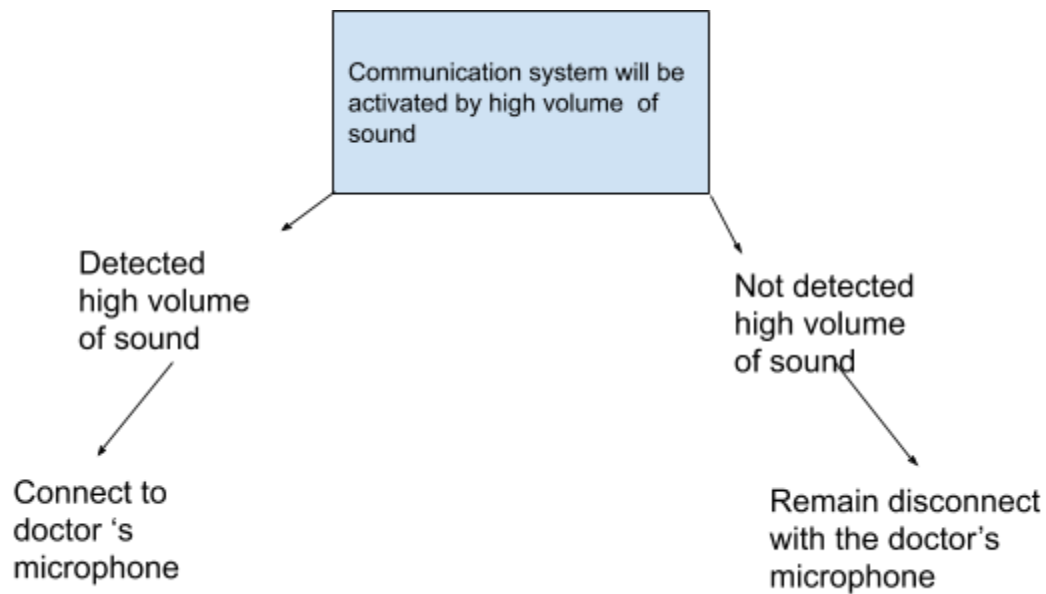 Communication system will be
activated by high volume of
sound
Detected
high volume
of sound
Not detected
high volume
of sound
Connect to
doctor ‘s
microphone
Remain disconnect
with the doctor’s
microphone